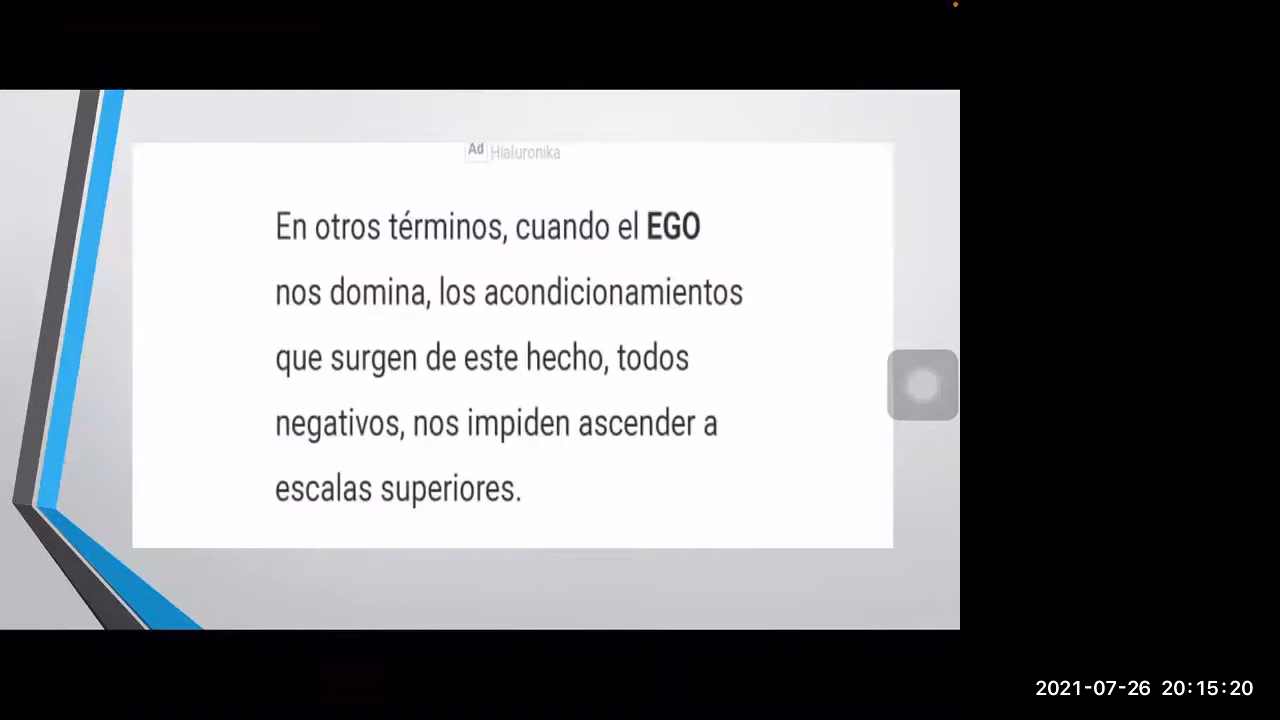 Ad Hialuronika
En otros términos, cuando el EGO
nos domina, los acondicionamientos
que surgen de este hecho, todos
negativos, nos impiden ascender a
escalas superiores.
2021-07-26 20:15:20